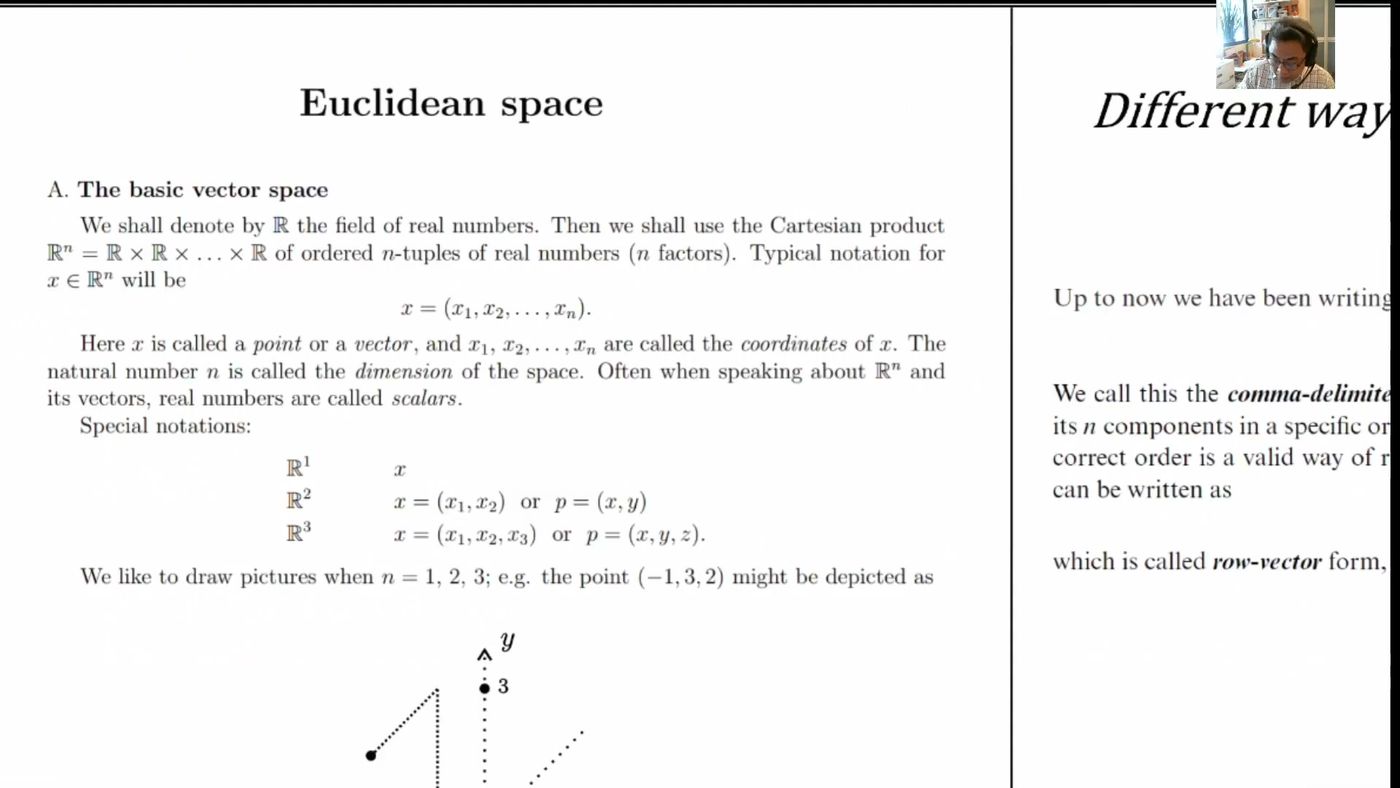 Euclidean space
A. The basic vector space
We shall denote by ℝ the field of real numbers. Then we shall use the Cartesian product
ℝⁿ = ℝ × ℝ × . . . × ℝ of ordered n-tuples of real numbers (n factors). Typical notation for
x ∈ ℝⁿ will be
x = (x₁, x₂, . . . , xₙ).
Here x is called a point or a vector, and x₁, x₂, . . . , xₙ are called the coordinates of x. The
natural number n is called the dimension of the space. Often when speaking about ℝⁿ and
its vectors, real numbers are called scalars.
Special notations:
ℝ¹ x
ℝ² x = (x₁, x₂) or p = (x, y)
ℝ³ x = (x₁, x₂, x₃) or p = (x, y, z).
We like to draw pictures when n = 1, 2, 3; e.g. the point (−1, 3, 2) might be depicted as
y
3
Different way
Up to now we have been writing
We call this the comma-delimite
its n components in a specific or
correct order is a valid way of r
can be written as
which is called row-vector form,